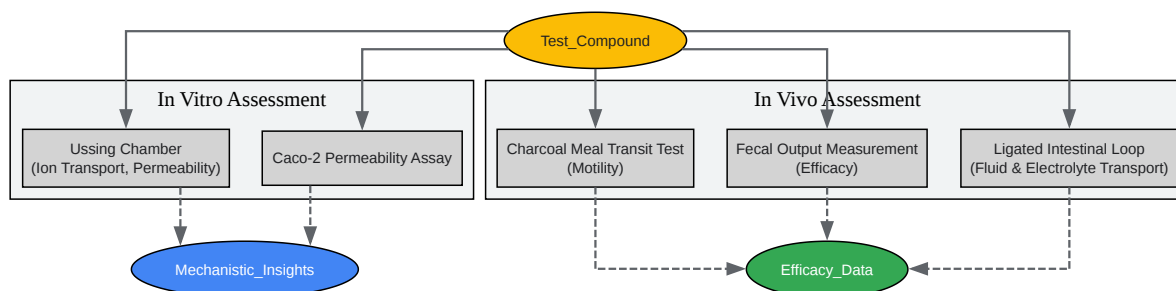 Test_Compound
In Vitro Assessment
In Vivo Assessment
Ussing Chamber
(Ion Transport, Permeability)
Caco-2 Permeability Assay
Charcoal Meal Transit Test
(Motility)
Fecal Output Measurement
(Efficacy)
Ligated Intestinal Loop
(Fluid & Electrolyte Transport)
Mechanistic_Insights
Efficacy_Data